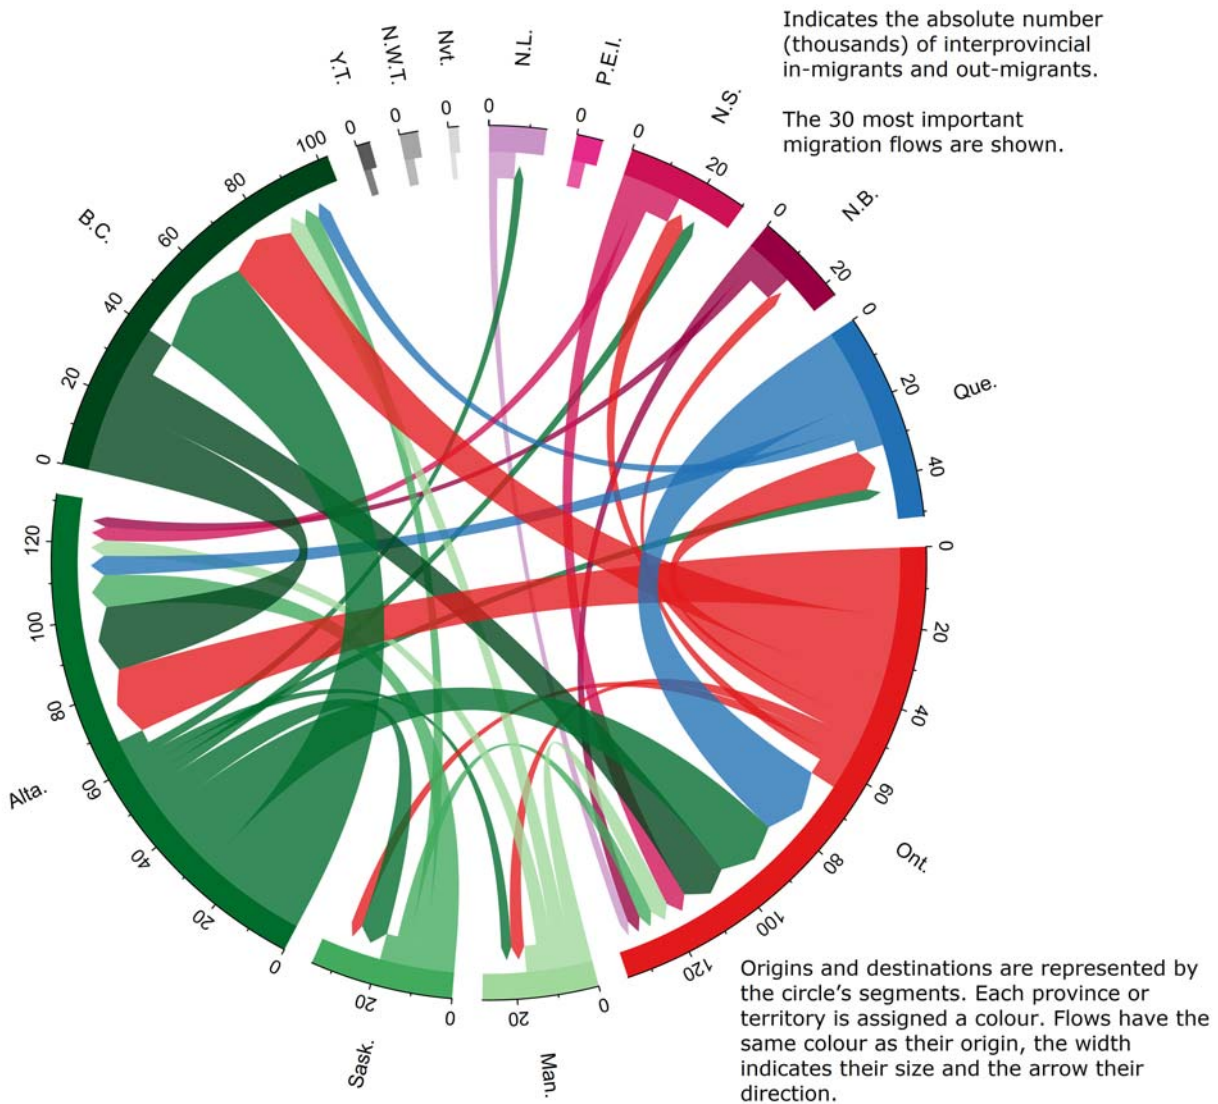 Indicates the absolute number
(thousands) of interprovincial
in-migrants and out-migrants.
The 30 most important
migration flows are shown.
Y.T.
0
N.W.T.
0
Nvt.
0
N.L.
0
P.E.I.
0
N.S.
0
20
N.B.
0
20
Que.
0
20
40
Ont.
0
20
40
60
80
100
120
Man.
0
20
Sask.
0
20
Alta.
0
20
40
60
80
100
120
B.C.
0
20
40
60
80
100
Origins and destinations are represented by
the circle’s segments. Each province or
territory is assigned a colour. Flows have the
same colour as their origin, the width
indicates their size and the arrow their
direction.